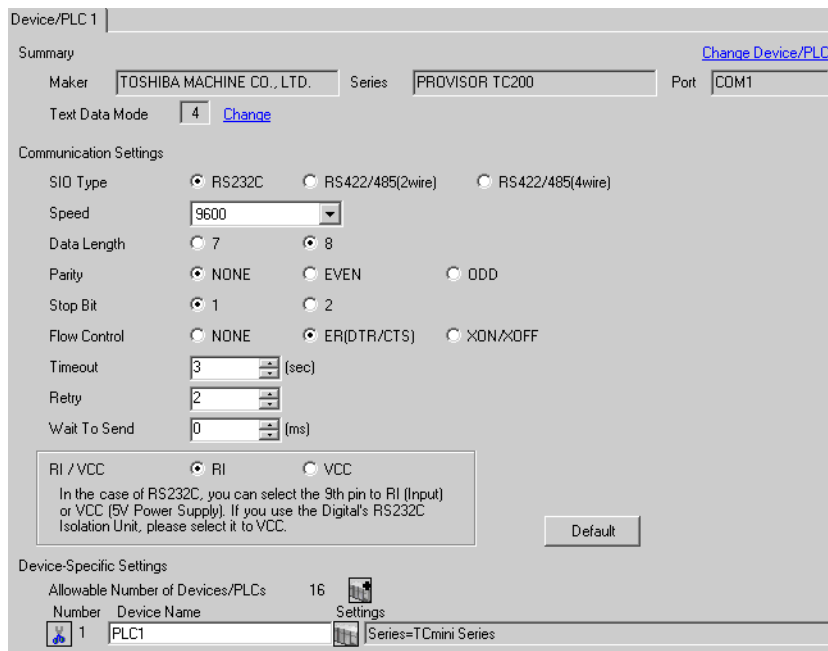 Device/PLC 1
Summary
Change Device/PLC
Maker TOSHIBA MACHINE CO., LTD. Series PROVISOR TC200 Port COM1
Text Data Mode 4 Change
Communication Settings
SIO Type RS232C RS422/485(2wire) RS422/485(4wire)
Speed 9600
Data Length 7 8
Parity NONE EVEN ODD
Stop Bit 1 2
Flow Control NONE ER(DTR/CTS) XON/XOFF
Timeout 3 (sec)
Retry 2
Wait To Send 0 (ms)
RI / VCC RI VCC
In the case of RS232C, you can select the 9th pin to RI (Input)
or VCC (5V Power Supply). If you use the Digital's RS232C
Isolation Unit, please select it to VCC.
Default
Device-Specific Settings
Allowable Number of Devices/PLCs 16
Number Device Name Settings
1 PLC1 Series=TCmini Series